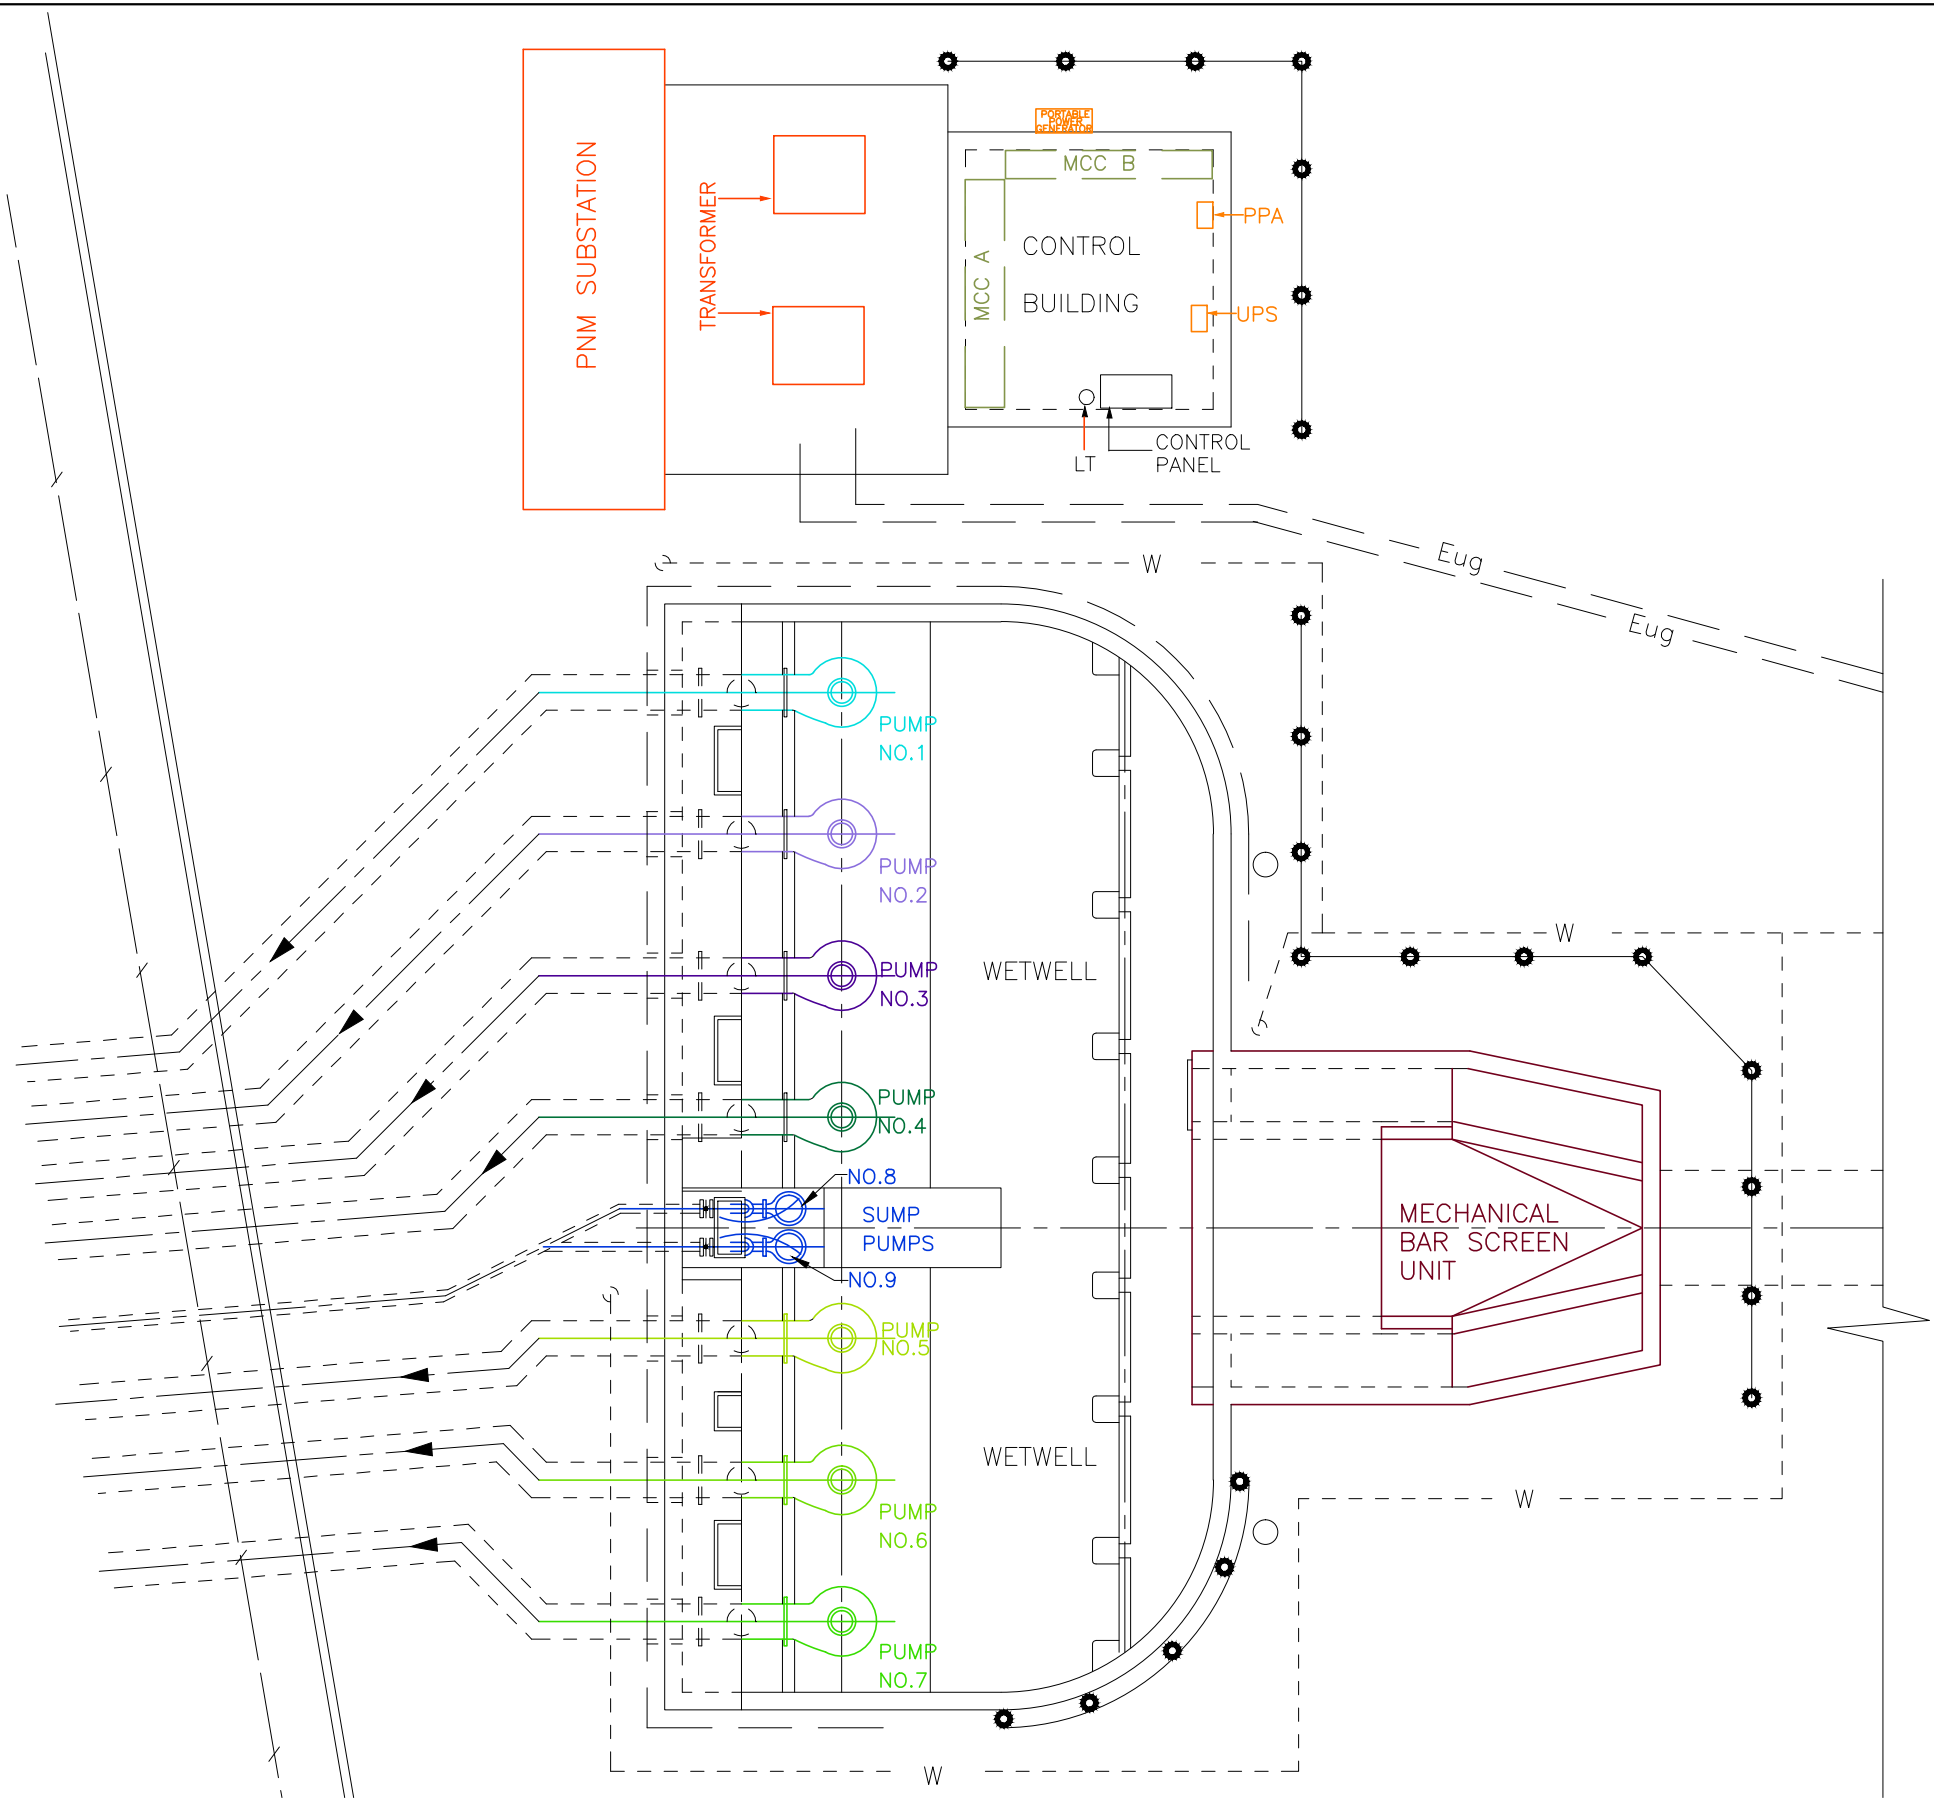 PORTABLE
POWER
GENERATOR
MCC B
PNM SUBSTATION
TRANSFORMER
MCC A
CONTROL
BUILDING
PPA
UPS
LT
CONTROL
PANEL
Eug
Eug
W
PUMP
NO.1
PUMP
NO.2
PUMP
NO.3
WETWELL
W
PUMP
NO.4
NO.8
SUMP
PUMPS
NO.9
MECHANICAL
BAR SCREEN
UNIT
PUMP
NO.5
WETWELL
PUMP
NO.6
W
PUMP
NO.7
W